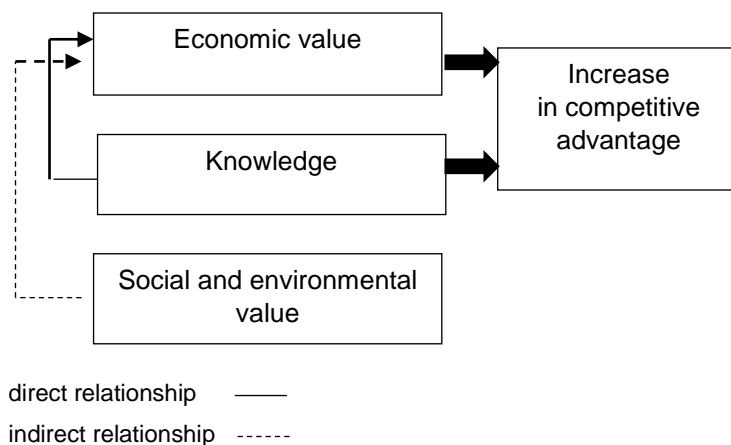 Economic value
Increase
in competitive
advantage
Knowledge
Social and environmental
value
direct relationship
indirect relationship